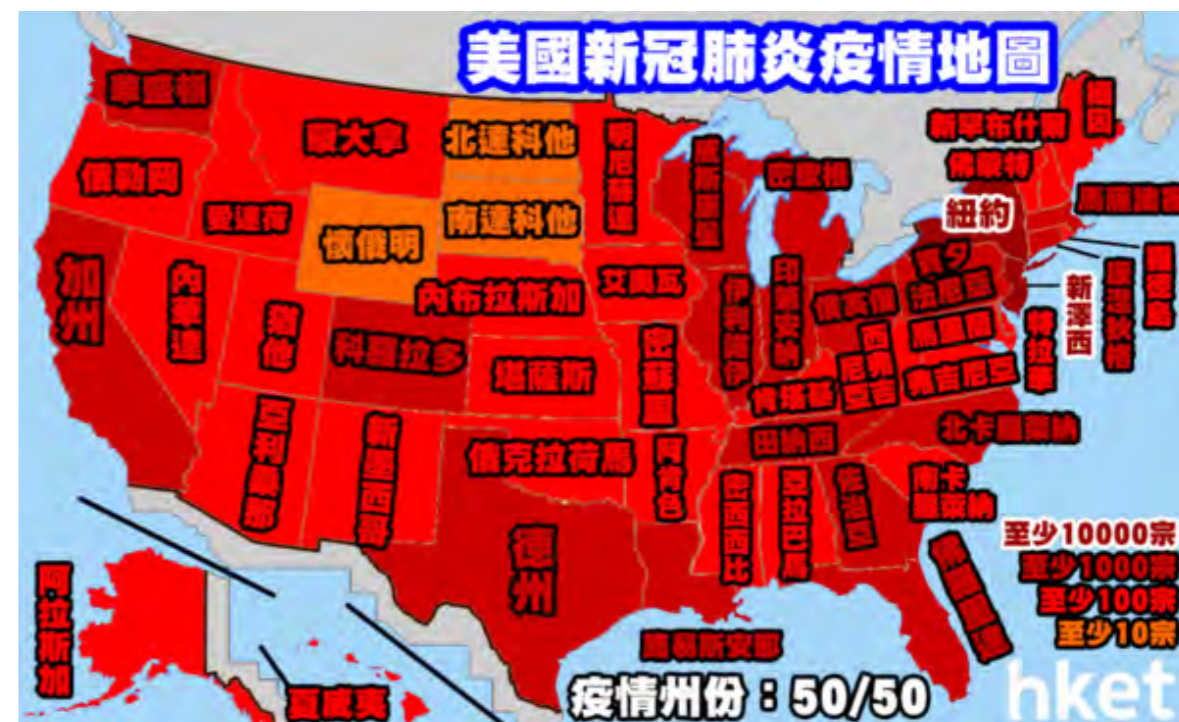 美國新冠肺炎疫情地圖
華盛頓
蒙大拿
北達科他
明尼蘇達
威斯康星
密歇根
新罕布什爾
緬因
佛蒙特
俄勒岡
愛達荷
懷俄明
南達科他
紐約
馬薩諸塞
加州
內華達
猶他
科羅拉多
內布拉斯加
艾奧瓦
伊利諾伊
印第安納
俄亥俄
賓夕
法尼亞
新澤西
羅德島
康涅狄格
特拉華
馬里蘭
西
弗吉
尼亞
弗吉尼亞
堪薩斯
密蘇里
肯塔基
北卡羅萊納
亞利桑那
新墨西哥
俄克拉荷馬
阿肯色
田納西
南卡
羅萊納
密西西比
亞拉巴馬
佐治亞
德州
佛羅里達
阿拉斯加
夏威夷
路易斯安那
至少10000宗
至少1000宗
至少100宗
至少10宗
疫情州份：50/50
hket